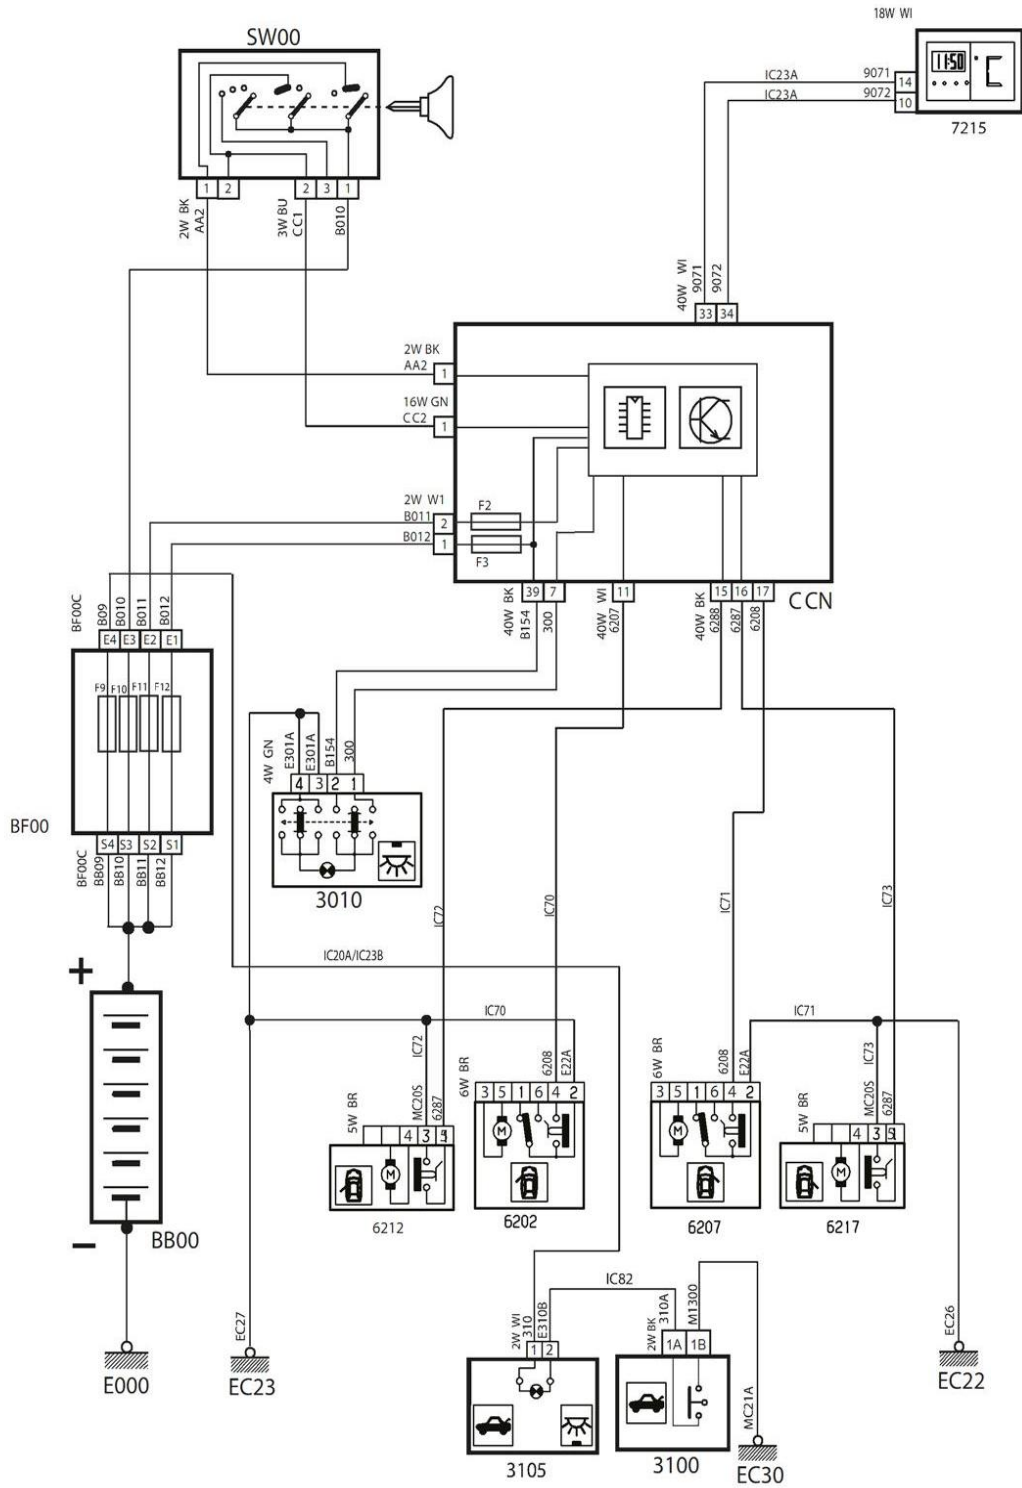 18W WI
SW00
11:50
IC23A 9071 14
IC23A 9072 10
7215
1 2 2 3 1
2W BK
AA2
3W BU
CC1
B010
40W WI
9071
9072
33 34
2W BK
AA2 1
16W GN
CC2 1
2W W1
B011 2
B012 1
F2
F3
39 7 11 15 16 17
CCN
40W BK
B154
300
40W WI
6207
40W BK
6288
6287
6208
BF00C
B09
B010
B011
B012
E4 E3 E2 E1
F9 F10 F11 F12
BF00
S4 S3 S2 S1
BF00C
BB09
BB10
BB11
BB12
4W GN
E301A
E301A
B154
300
4 3 2 1
3010
IC72
IC70
IC71
IC73
IC20A/IC23B
+
IC70
IC71
IC72
IC73
6W BR
6208
E22A
3 5 1 6 4 2
M
6202
6W BR
6208
E22A
3 5 1 6 4 2
M
6207
5W BR
MC20S
6287
4 3
M
6212
5W BR
MC20S
6287
4 3
M
6217
−
BB00
E000
EC27
EC23
IC82
2W WI
310
E310B
1 2
3105
2W BK
310A
M1300
1A 1B
3100
MC21A
EC30
EC26
EC22